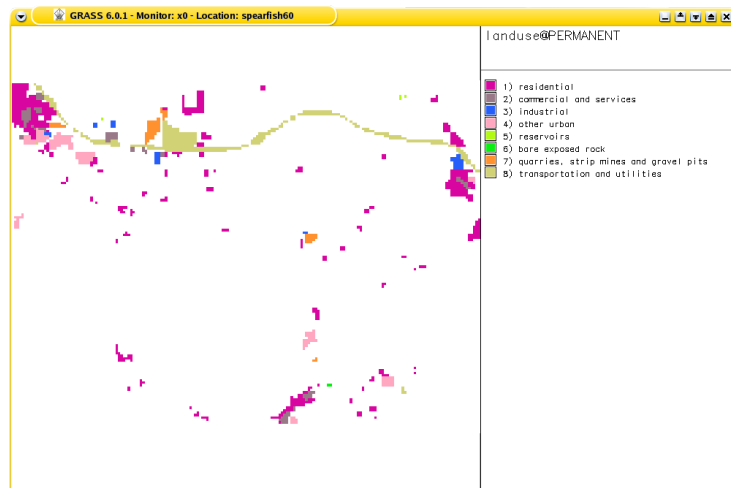 GRASS 6.0.1 - Monitor: x0 - Location: spearfish60
landuse@PERMANENT
1) residential
2) commercial and services
3) industrial
4) other urban
5) reservoirs
6) bare exposed rock
7) quarries, strip mines and gravel pits
8) transportation and utilities